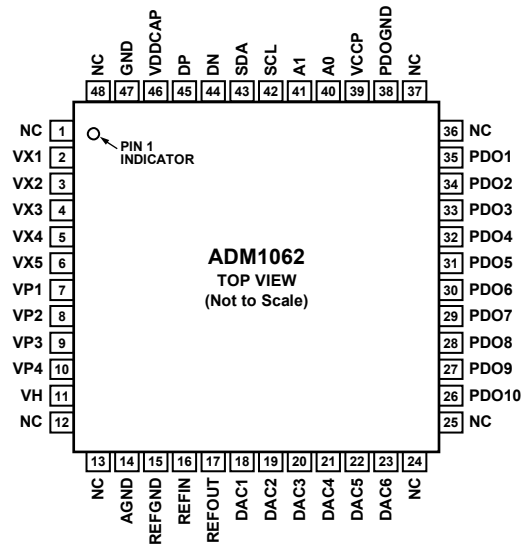 NC GND VDDCAP DP DN SDA SCL A1 A0 VCCP PDOGND NC
48 47 46 45 44 43 42 41 40 39 38 37
NC 1
VX1 2
VX2 3
VX3 4
VX4 5
VX5 6
VP1 7
VP2 8
VP3 9
VP4 10
VH 11
NC 12
PIN 1
INDICATOR
ADM1062
TOP VIEW
(Not to Scale)
36 NC
35 PDO1
34 PDO2
33 PDO3
32 PDO4
31 PDO5
30 PDO6
29 PDO7
28 PDO8
27 PDO9
26 PDO10
25 NC
13 14 15 16 17 18 19 20 21 22 23 24
NC AGND REFGND REFIN REFOUT DAC1 DAC2 DAC3 DAC4 DAC5 DAC6 NC